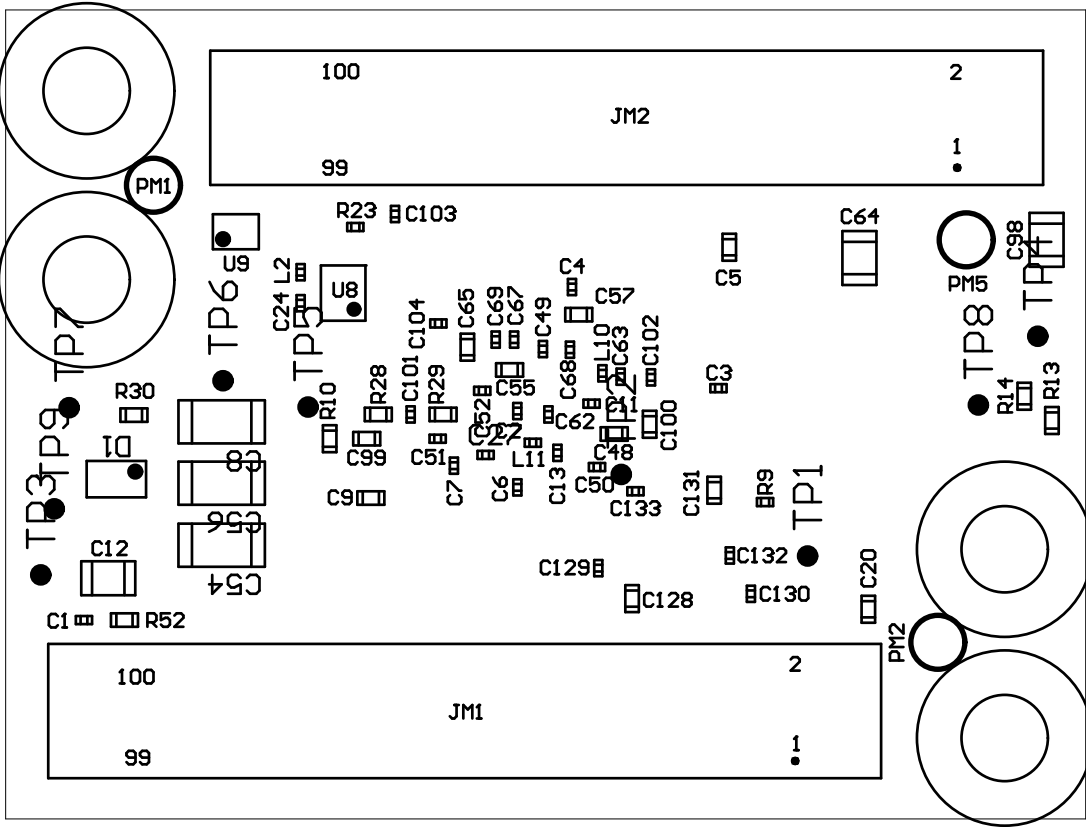 100
2
JM2
1
99
PM1
R23
C103
C64
C98
TP4
U9
L2
C4
C5
PM5
TP6
C24
U8
TP5
C104
C65
C69
C67
C49
C57
L10
C63
C102
TP8
TP7
C68
C3
R30
R10
R28
C101
R29
C55
C52
C2
C11
TP2
R14
R13
TP9
D1
C62
C100
C27
C8
C99
C51
L11
C48
C7
C6
C13
C50
C131
R9
TP1
TP3
C9
C133
C56
C12
C129
C132
C20
C54
C128
C130
C1
R52
PM2
100
2
JM1
1
99